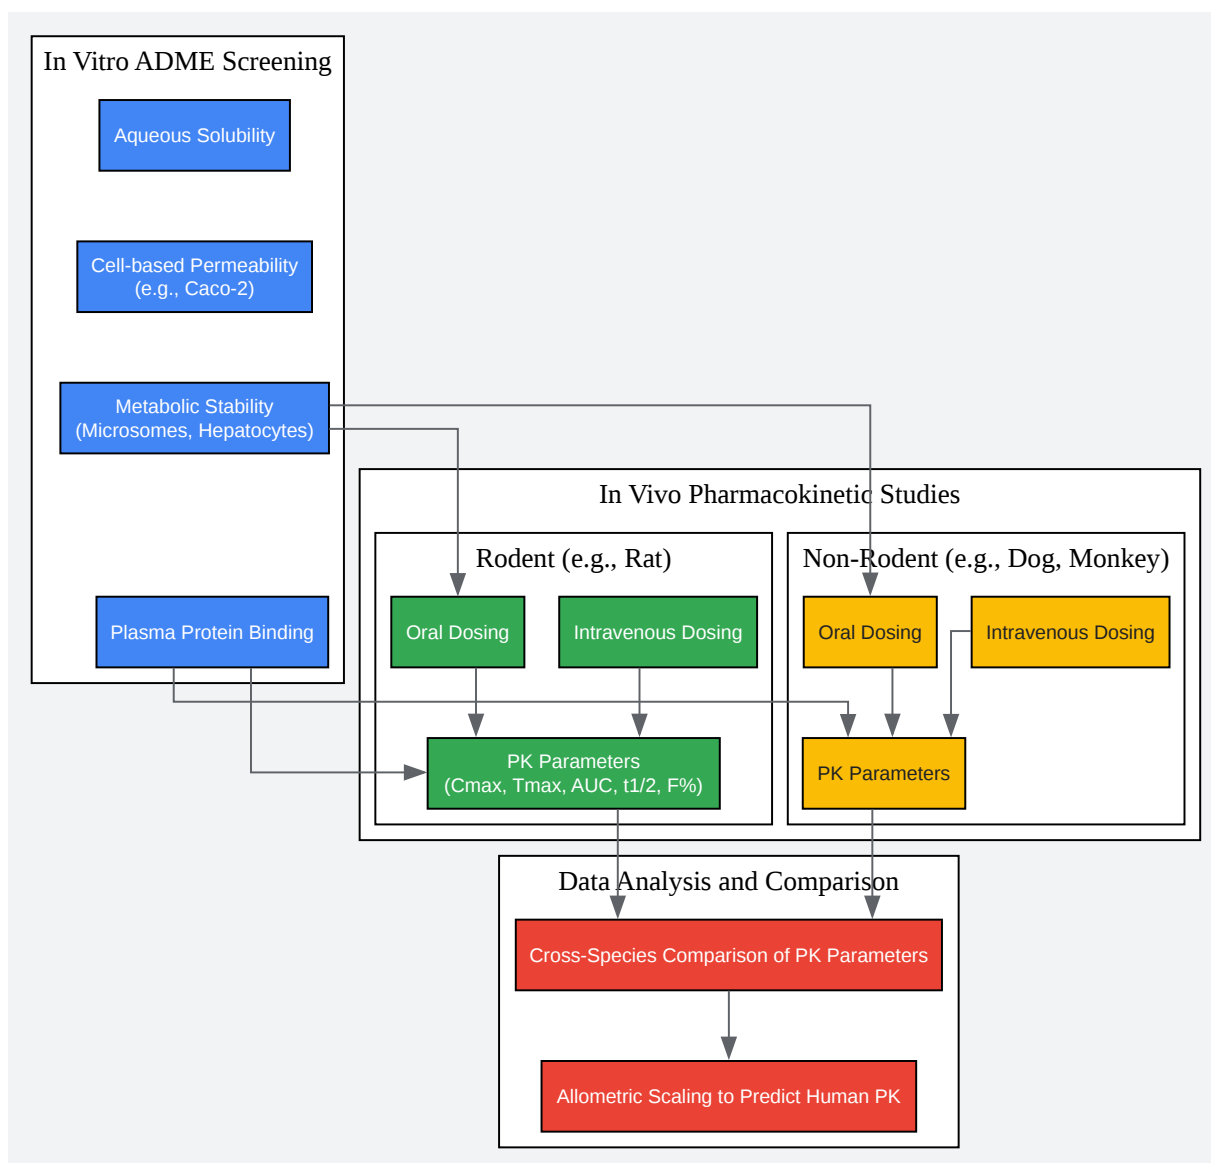 In Vitro ADME Screening
Aqueous Solubility
Cell-based Permeability
(e.g., Caco-2)
Metabolic Stability
(Microsomes, Hepatocytes)
Plasma Protein Binding
In Vivo Pharmacokinetic Studies
Rodent (e.g., Rat)
Oral Dosing
Intravenous Dosing
PK Parameters
(Cmax, Tmax, AUC, t1/2, F%)
Non-Rodent (e.g., Dog, Monkey)
Oral Dosing
Intravenous Dosing
PK Parameters
Data Analysis and Comparison
Cross-Species Comparison of PK Parameters
Allometric Scaling to Predict Human PK